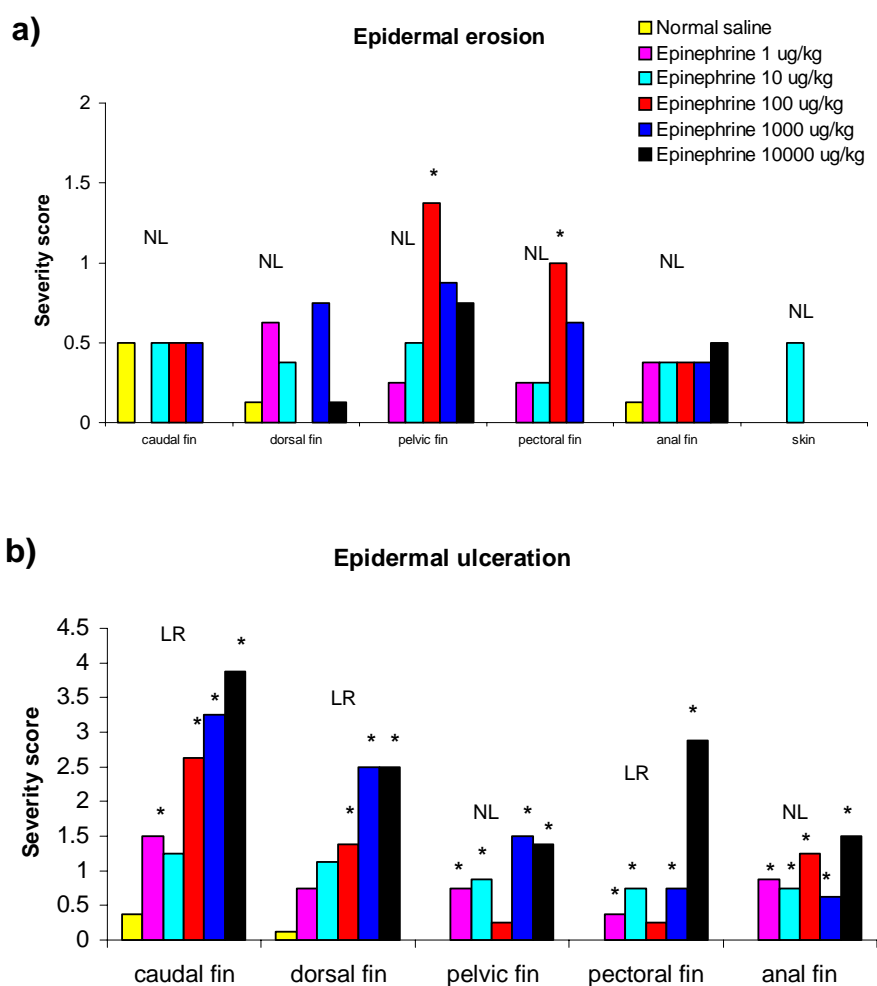 a)
Epidermal erosion
Normal saline
Epinephrine 1 ug/kg
Epinephrine 10 ug/kg
Epinephrine 100 ug/kg
Epinephrine 1000 ug/kg
Epinephrine 10000 ug/kg
Severity score
2
1.5
1
0.5
0
NL
NL
NL
*
NL
*
NL
NL
caudal fin
dorsal fin
pelvic fin
pectoral fin
anal fin
skin
b)
Epidermal ulceration
Severity score
4.5
4
3.5
3
2.5
2
1.5
1
0.5
0
LR
*
*
*
*
LR
*
*
*
NL
*
*
*
*
LR
*
*
*
*
NL
*
*
*
*
*
caudal fin
dorsal fin
pelvic fin
pectoral fin
anal fin